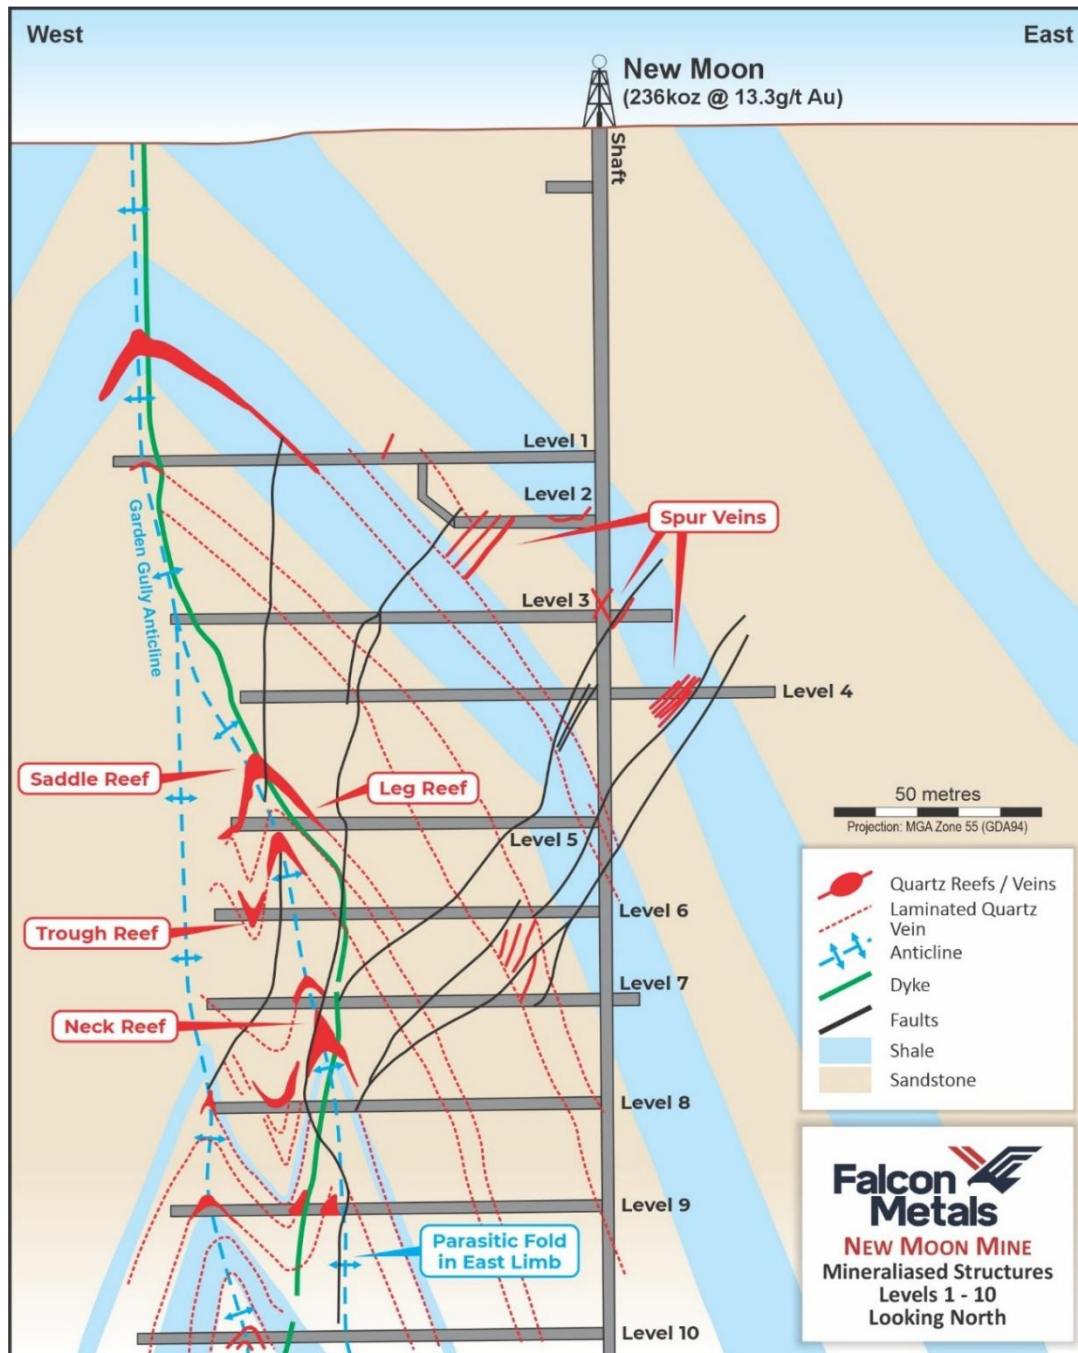 West
East
New Moon
(236koz @ 13.3g/t Au)
Shaft
Level 1
Level 2
Spur Veins
Garden Gully Anticline
Level 3
Level 4
Saddle Reef
Leg Reef
50 metres
Projection: MGA Zone 55 (GDA94)
Level 5
Quartz Reefs / Veins
Laminated Quartz
Vein
Anticline
Dyke
Faults
Shale
Sandstone
Level 6
Trough Reef
Level 7
Neck Reef
Level 8
Level 9
Parasitic Fold
in East Limb
Level 10
Falcon
Metals
NEW MOON MINE
Mineraliased Structures
Levels 1 - 10
Looking North